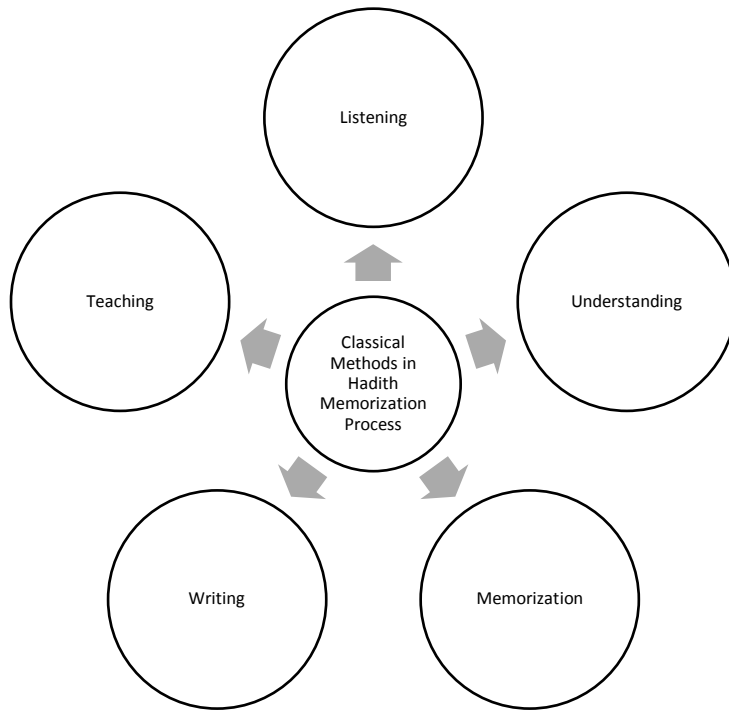 Listening
Teaching
Understanding
Classical
Methods in
Hadith
Memorization
Process
Writing
Memorization